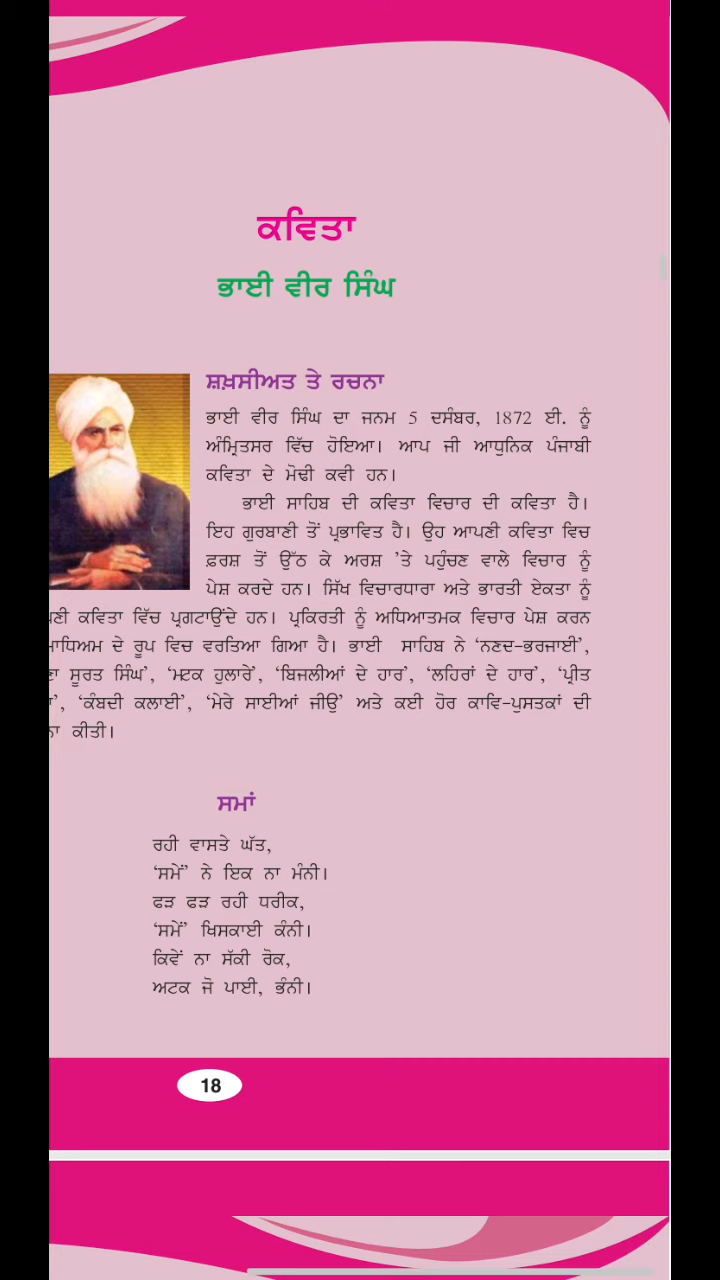 ਕਵਿਤਾ
ਭਾਈ ਵੀਰ ਸਿੰਘ
ਸ਼ਖ਼ਸੀਅਤ ਤੇ ਰਚਨਾ
ਭਾਈ ਵੀਰ ਸਿੰਘ ਦਾ ਜਨਮ 5 ਦਸੰਬਰ, 1872 ਈ. ਨੂੰ
ਅੰਮ੍ਰਿਤਸਰ ਵਿੱਚ ਹੋਇਆ। ਆਪ ਜੀ ਆਧੁਨਿਕ ਪੰਜਾਬੀ
ਕਵਿਤਾ ਦੇ ਮੋਢੀ ਕਵੀ ਹਨ।
ਭਾਈ ਸਾਹਿਬ ਦੀ ਕਵਿਤਾ ਵਿਚਾਰ ਦੀ ਕਵਿਤਾ ਹੈ।
ਇਹ ਗੁਰਬਾਣੀ ਤੋਂ ਪ੍ਰਭਾਵਿਤ ਹੈ। ਉਹ ਆਪਣੀ ਕਵਿਤਾ ਵਿਚ
ਫ਼ਰਸ਼ ਤੋਂ ਉੱਠ ਕੇ ਅਰਸ਼ ’ਤੇ ਪਹੁੰਚਣ ਵਾਲੇ ਵਿਚਾਰ ਨੂੰ
ਪੇਸ਼ ਕਰਦੇ ਹਨ। ਸਿੱਖ ਵਿਚਾਰਧਾਰਾ ਅਤੇ ਭਾਰਤੀ ਏਕਤਾ ਨੂੰ
ਕਵਿਤਾ ਵਿੱਚ ਪ੍ਰਗਟਾਉਂਦੇ ਹਨ। ਪ੍ਰਕਿਰਤੀ ਨੂੰ ਅਧਿਆਤਮਕ ਵਿਚਾਰ ਪੇਸ਼ ਕਰਨ
ਦੇ ਰੂਪ ਵਿਚ ਵਰਤਿਆ ਗਿਆ ਹੈ। ਭਾਈ ਸਾਹਿਬ ਨੇ ‘ਨਣਦ-ਭਰਜਾਈ’,
ਸੂਰਤ ਸਿੰਘ’, ‘ਮਟਕ ਹੁਲਾਰੇ’, ‘ਬਿਜਲੀਆਂ ਦੇ ਹਾਰ’, ‘ਲਹਿਰਾਂ ਦੇ ਹਾਰ’, ‘ਪ੍ਰੀਤ
‘ਕੰਬਦੀ ਕਲਾਈ’, ‘ਮੇਰੇ ਸਾਈਆਂ ਜੀਉ’ ਅਤੇ ਕਈ ਹੋਰ ਕਾਵਿ-ਪੁਸਤਕਾਂ ਦੀ
ਕੀਤੀ।
ਸਮਾਂ
ਰਹੀ ਵਾਸਤੇ ਘੱਤ,
‘ਸਮੇਂ’ ਨੇ ਇਕ ਨਾ ਮੰਨੀ।
ਫੜ ਫੜ ਰਹੀ ਧਰੀਕ,
‘ਸਮੇਂ’ ਖਿਸਕਾਈ ਕੰਨੀ।
ਕਿਵੇਂ ਨਾ ਸੱਕੀ ਰੋਕ,
ਅਟਕ ਜੋ ਪਾਈ, ਭੰਨੀ।
18